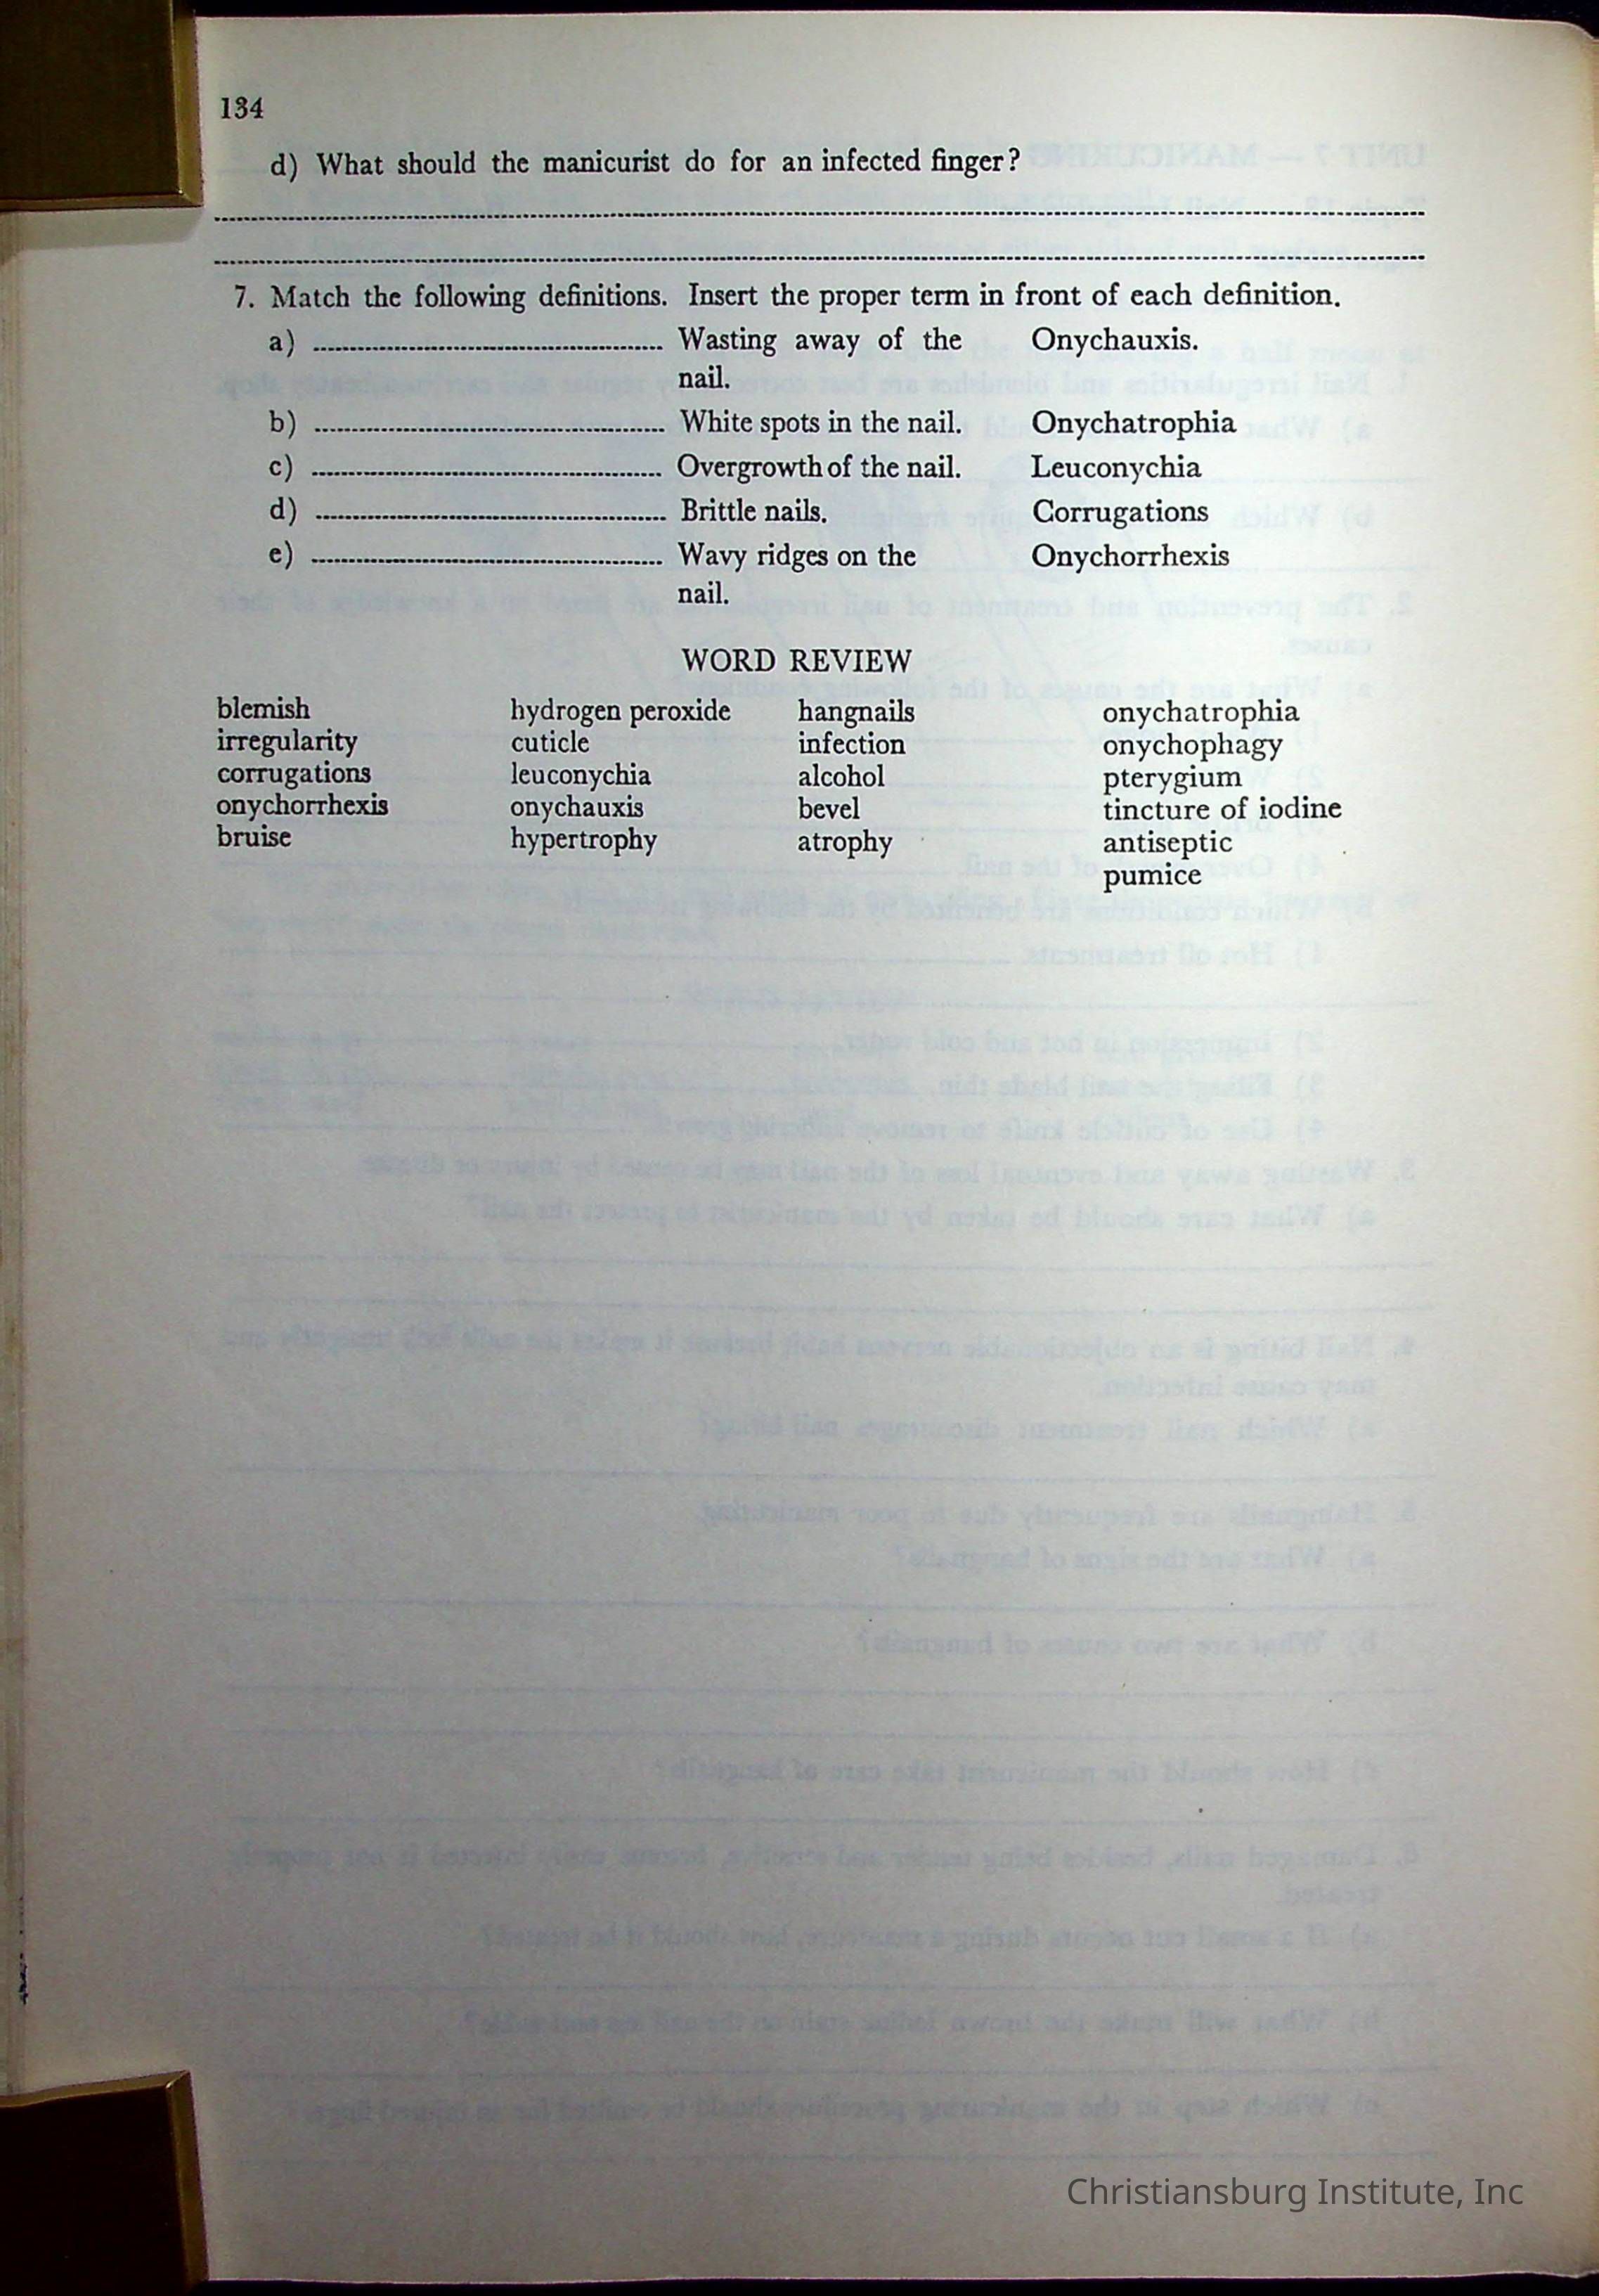 134
d) What should the manicurist do for an infected finger?
7. Match the following definitions. Insert the proper term in front of each definition.
a) Wasting away of the nail. Onychauxis.
b) White spots in the nail. Onychatrophia
c) Overgrowth of the nail. Leuconychia
d) Brittle nails. Corrugations
e) Wavy ridges on the nail. Onychorrhexis
WORD REVIEW
blemish hydrogen peroxide hangnails onychatrophia
irregularity cuticle infection onychophagy
corrugations leuconychia alcohol pterygium
onychorrhexis onychauxis bevel tincture of iodine
bruise hypertrophy atrophy antiseptic
pumice
Christiansburg Institute, Inc